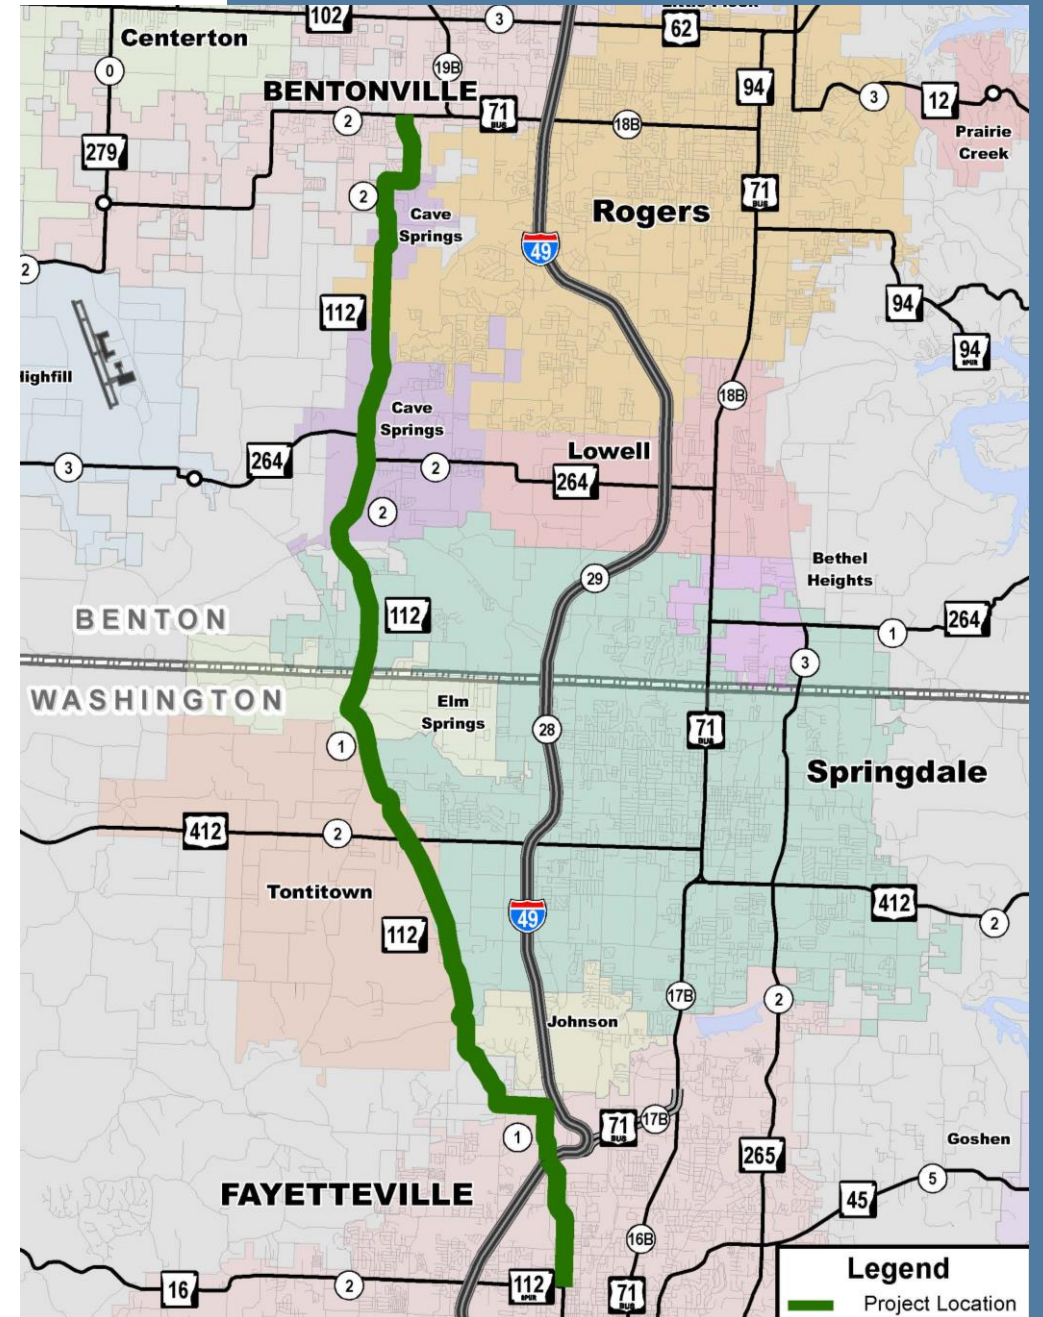 102
3
62
Centerton
0
19B
94
3
12
BENTONVILLE
71
BUS
2
18B
Prairie
Creek
279
2
71
BUS
Cave
Springs
Rogers
49
2
94
112
94
SPUR
Highfill
18B
Cave
Springs
Lowell
3
264
2
264
2
Bethel
Heights
29
BENTON
112
264
1
3
WASHINGTON
Elm
Springs
28
71
BUS
1
Springdale
412
2
Tontitown
412
49
2
112
17B
2
Johnson
17B
71
BUS
1
265
Goshen
FAYETTEVILLE
45
5
16B
16
2
112
SPUR
71
BUS
Legend
Project Location